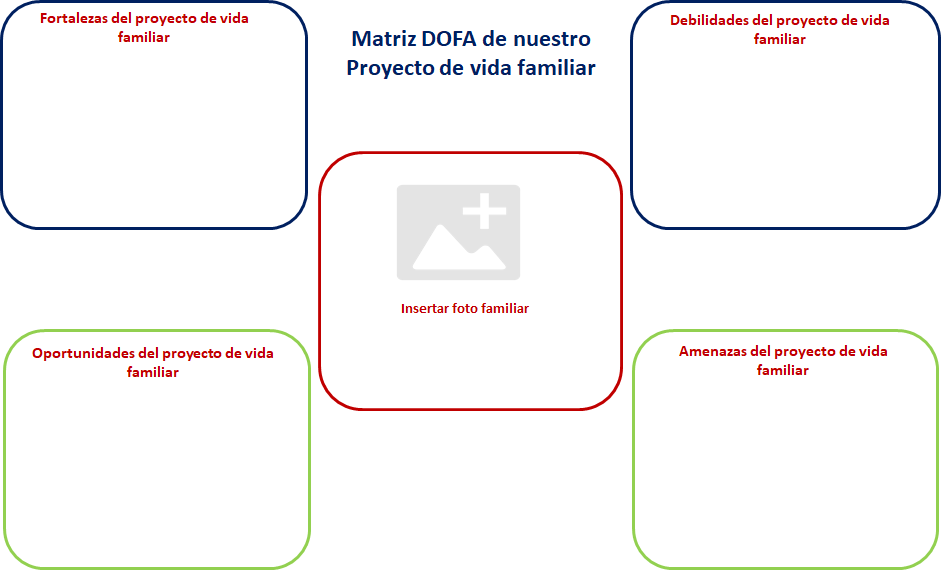 Fortalezas del proyecto de vida
familiar
Matriz DOFA de nuestro
Proyecto de vida familiar
Debilidades del proyecto de vida
familiar
Insertar foto familiar
Oportunidades del proyecto de vida
familiar
Amenazas del proyecto de vida
familiar